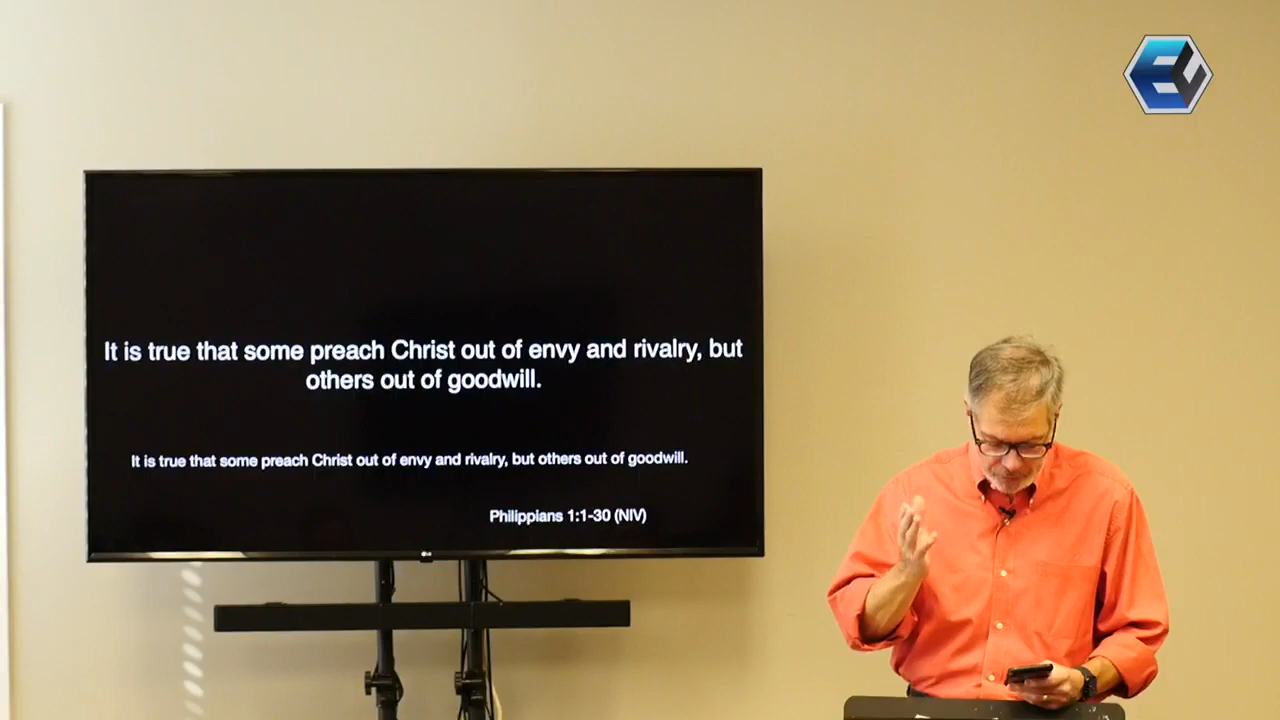 It is true that some preach Christ out of envy and rivalry, but
others out of goodwill.
It is true that some preach Christ out of envy and rivalry, but others out of goodwill.
Philippians 1:1-30 (NIV)